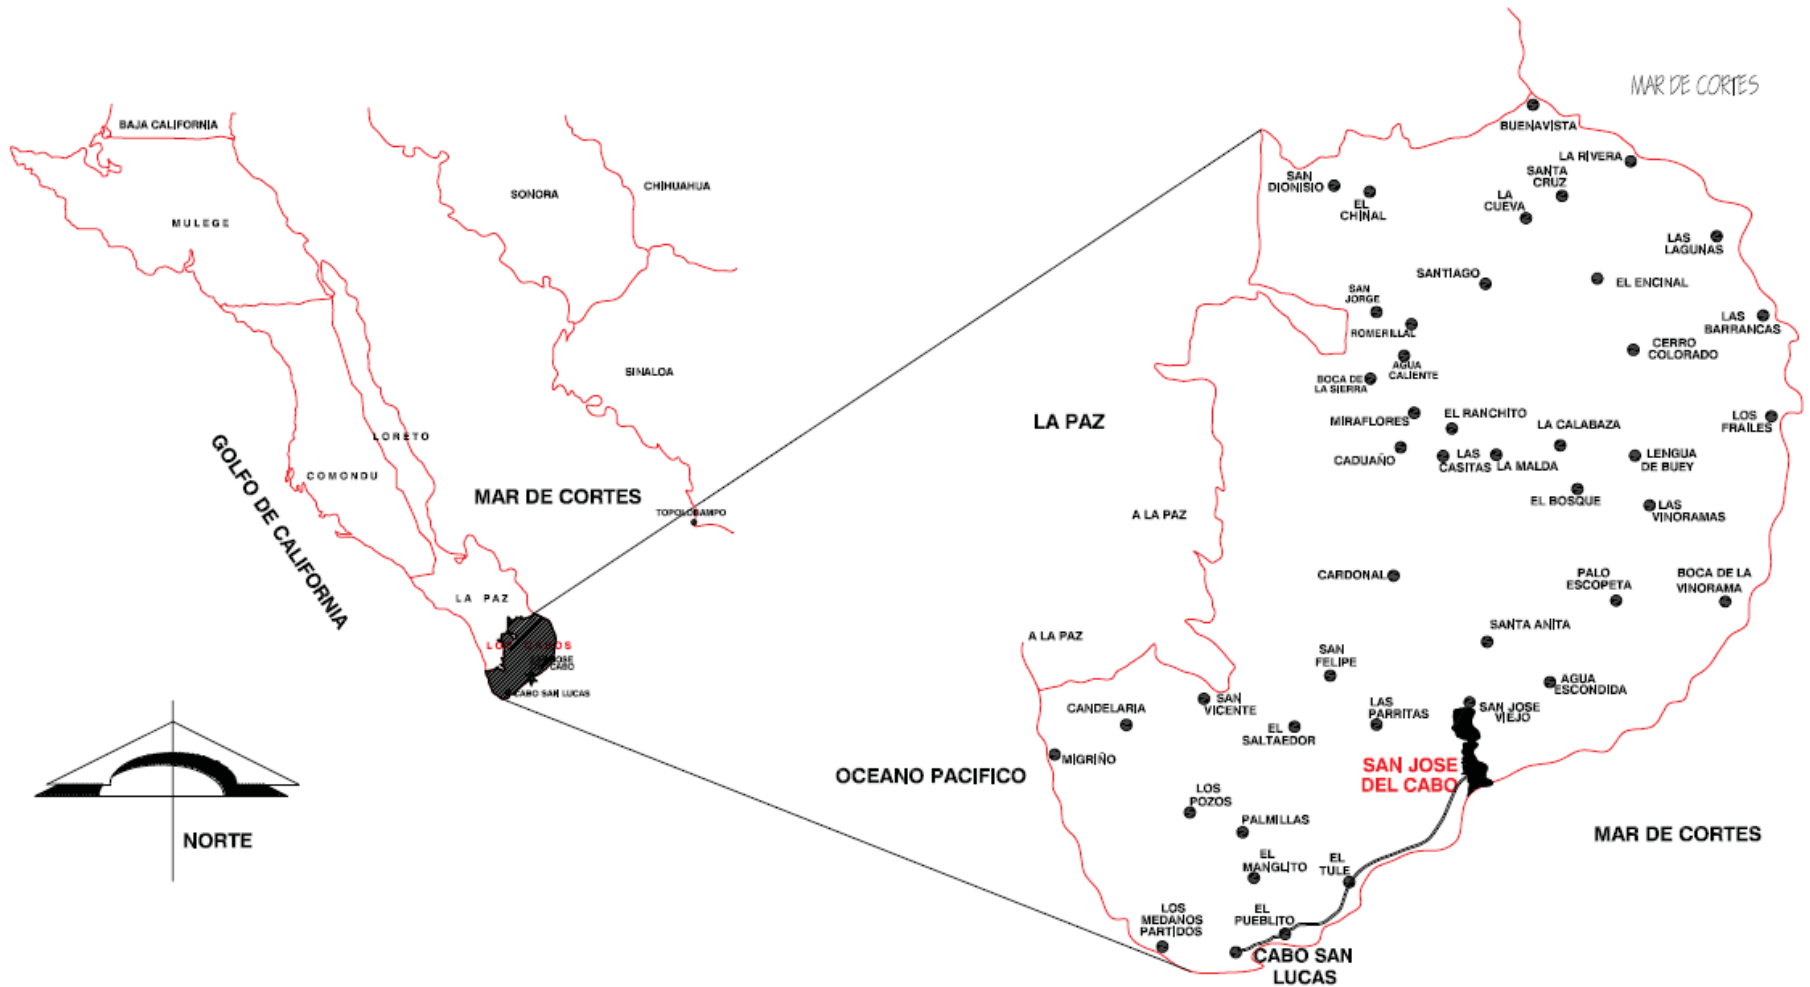 BAJA CALIFORNIA
MULEGE
SONORA
CHIHUAHUA
SINALOA
LORETO
COMONDU
GOLFO DE CALIFORNIA
MAR DE CORTES
TOPOLOBAMPO
LA PAZ
LOS CABOS
CABO SAN LUCAS
NORTE
MAR DE CORTES
BUENAVISTA
LA RIVERA
SANTA
CRUZ
LA
CUEVA
SAN
DIONISIO
EL
CHINAL
LAS
LAGUNAS
SANTIAGO
EL ENCINAL
SAN
JORGE
ROMERILLAL
LAS
BARRANCAS
CERRO
COLORADO
AGUA
CALIENTE
BOCA DE
LA SIERRA
LA PAZ
MIRAFLORES
EL RANCHITO
LA CALABAZA
LOS
FRAILES
CADUAÑO
LAS
CASITAS
LA MALDA
LENGUA
DE BUEY
EL BOSQUE
LAS
VINORAMAS
A LA PAZ
CARDONAL
PALO
ESCOPETA
BOCA DE LA
VINORAMA
A LA PAZ
SANTA ANITA
SAN
FELIPE
AGUA
ESCONDIDA
CANDELARIA
SAN
VICENTE
LAS
PARRITAS
SAN JOSE
VIEJO
EL
SALTAEDOR
MIGRIÑO
OCEANO PACIFICO
SAN JOSE
DEL CABO
LOS
POZOS
PALMILLAS
MAR DE CORTES
EL
MANGLITO
EL
TULE
LOS
MEDANOS
PARTIDOS
EL
PUEBLITO
CABO SAN
LUCAS